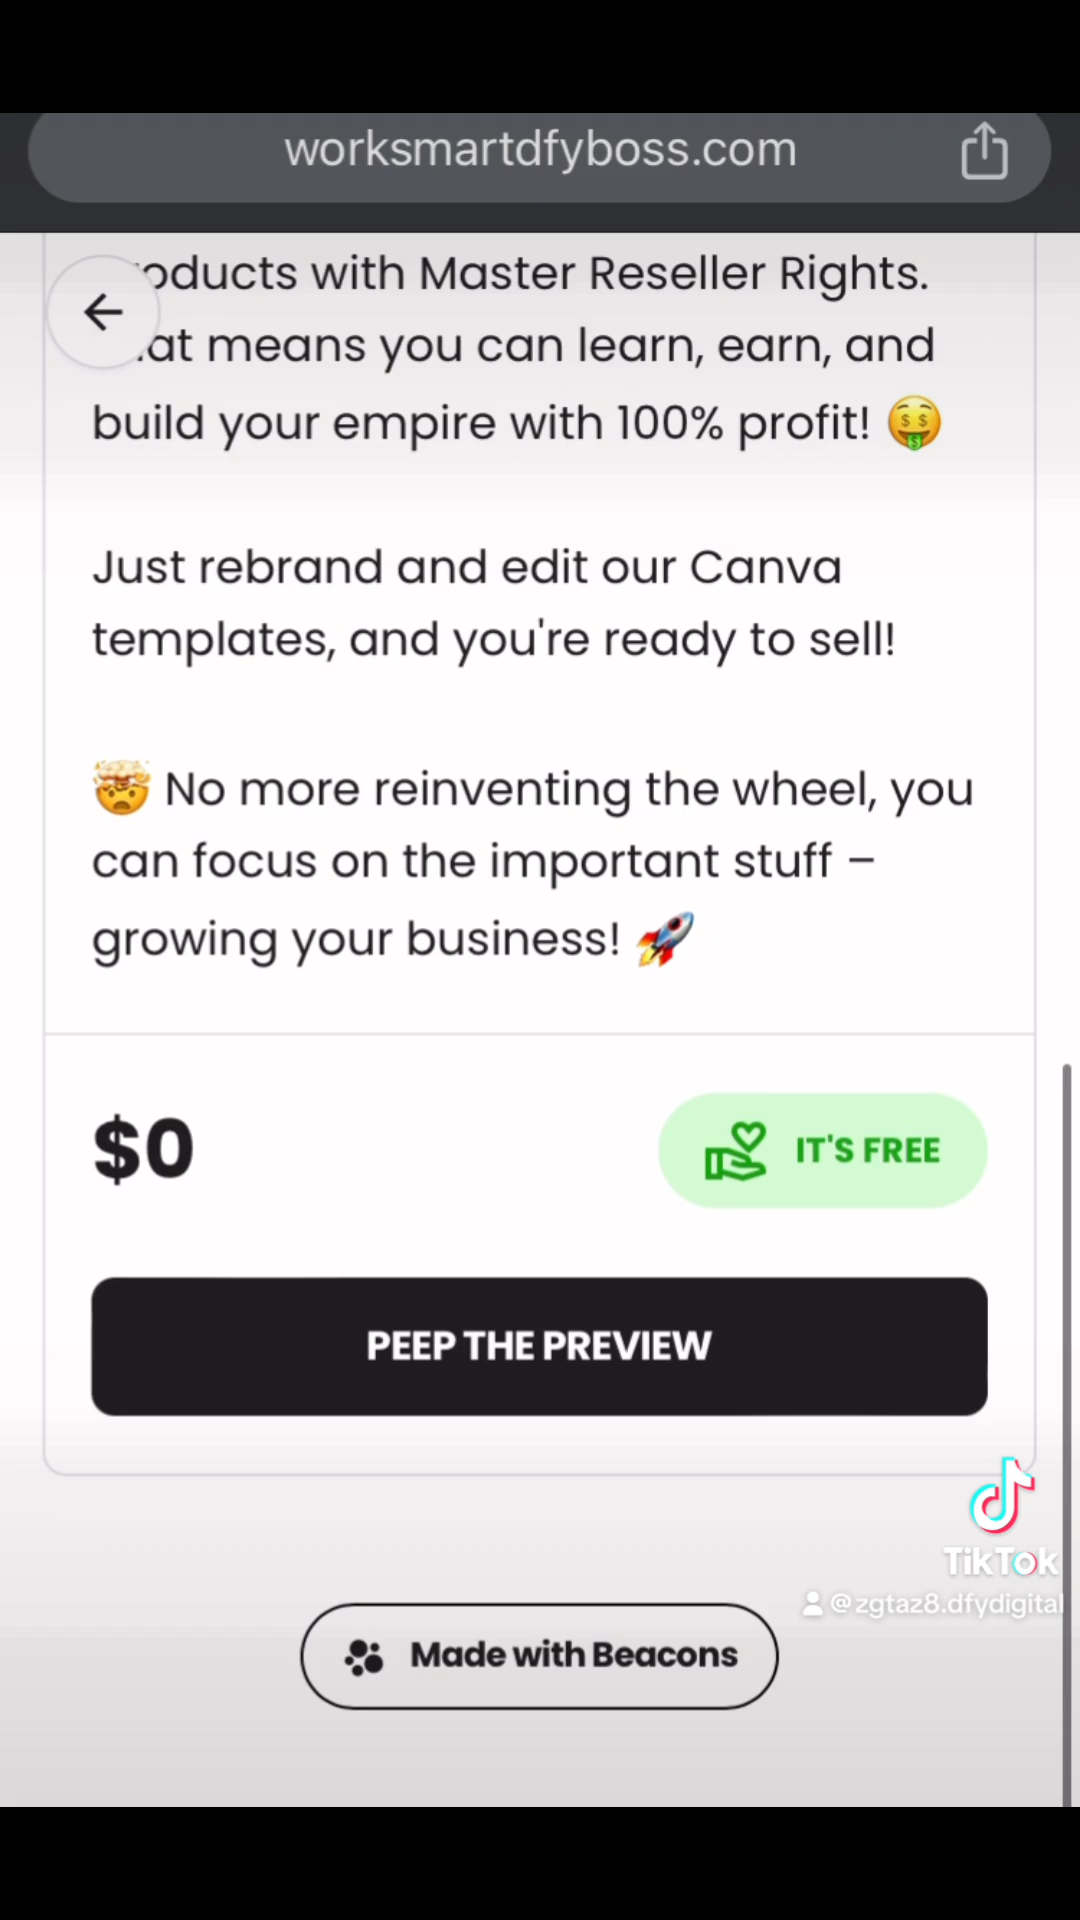 worksmartdfyboss.com
with Master Reseller Rights.
means you can learn, earn, and
build your empire with 100% profit! 🤑
Just rebrand and edit our Canva
templates, and you're ready to sell!
🤯 No more reinventing the wheel, you
can focus on the important stuff –
growing your business! 🚀
$0
IT'S FREE
PEEP THE PREVIEW
TikTok
@zgtaz8.dfydigital
Made with Beacons